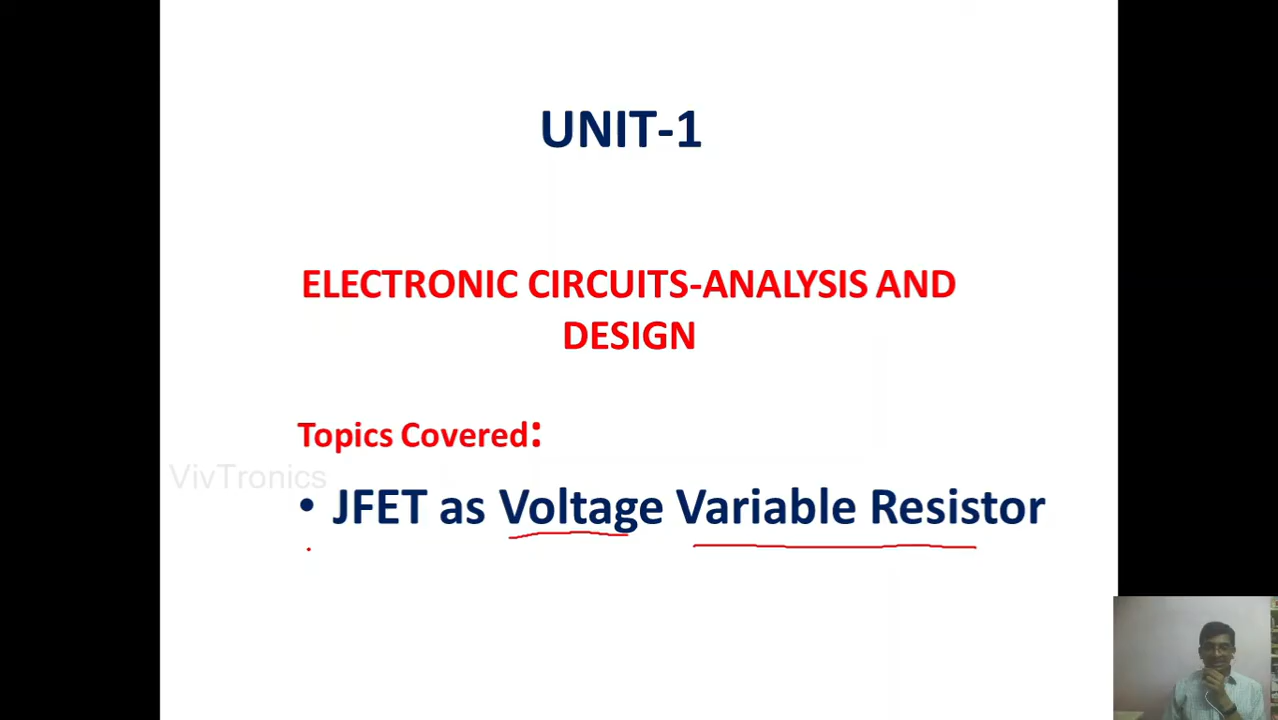 UNIT-1
ELECTRONIC CIRCUITS-ANALYSIS AND
DESIGN
Topics Covered:
VivTronics
• JFET as Voltage Variable Resistor